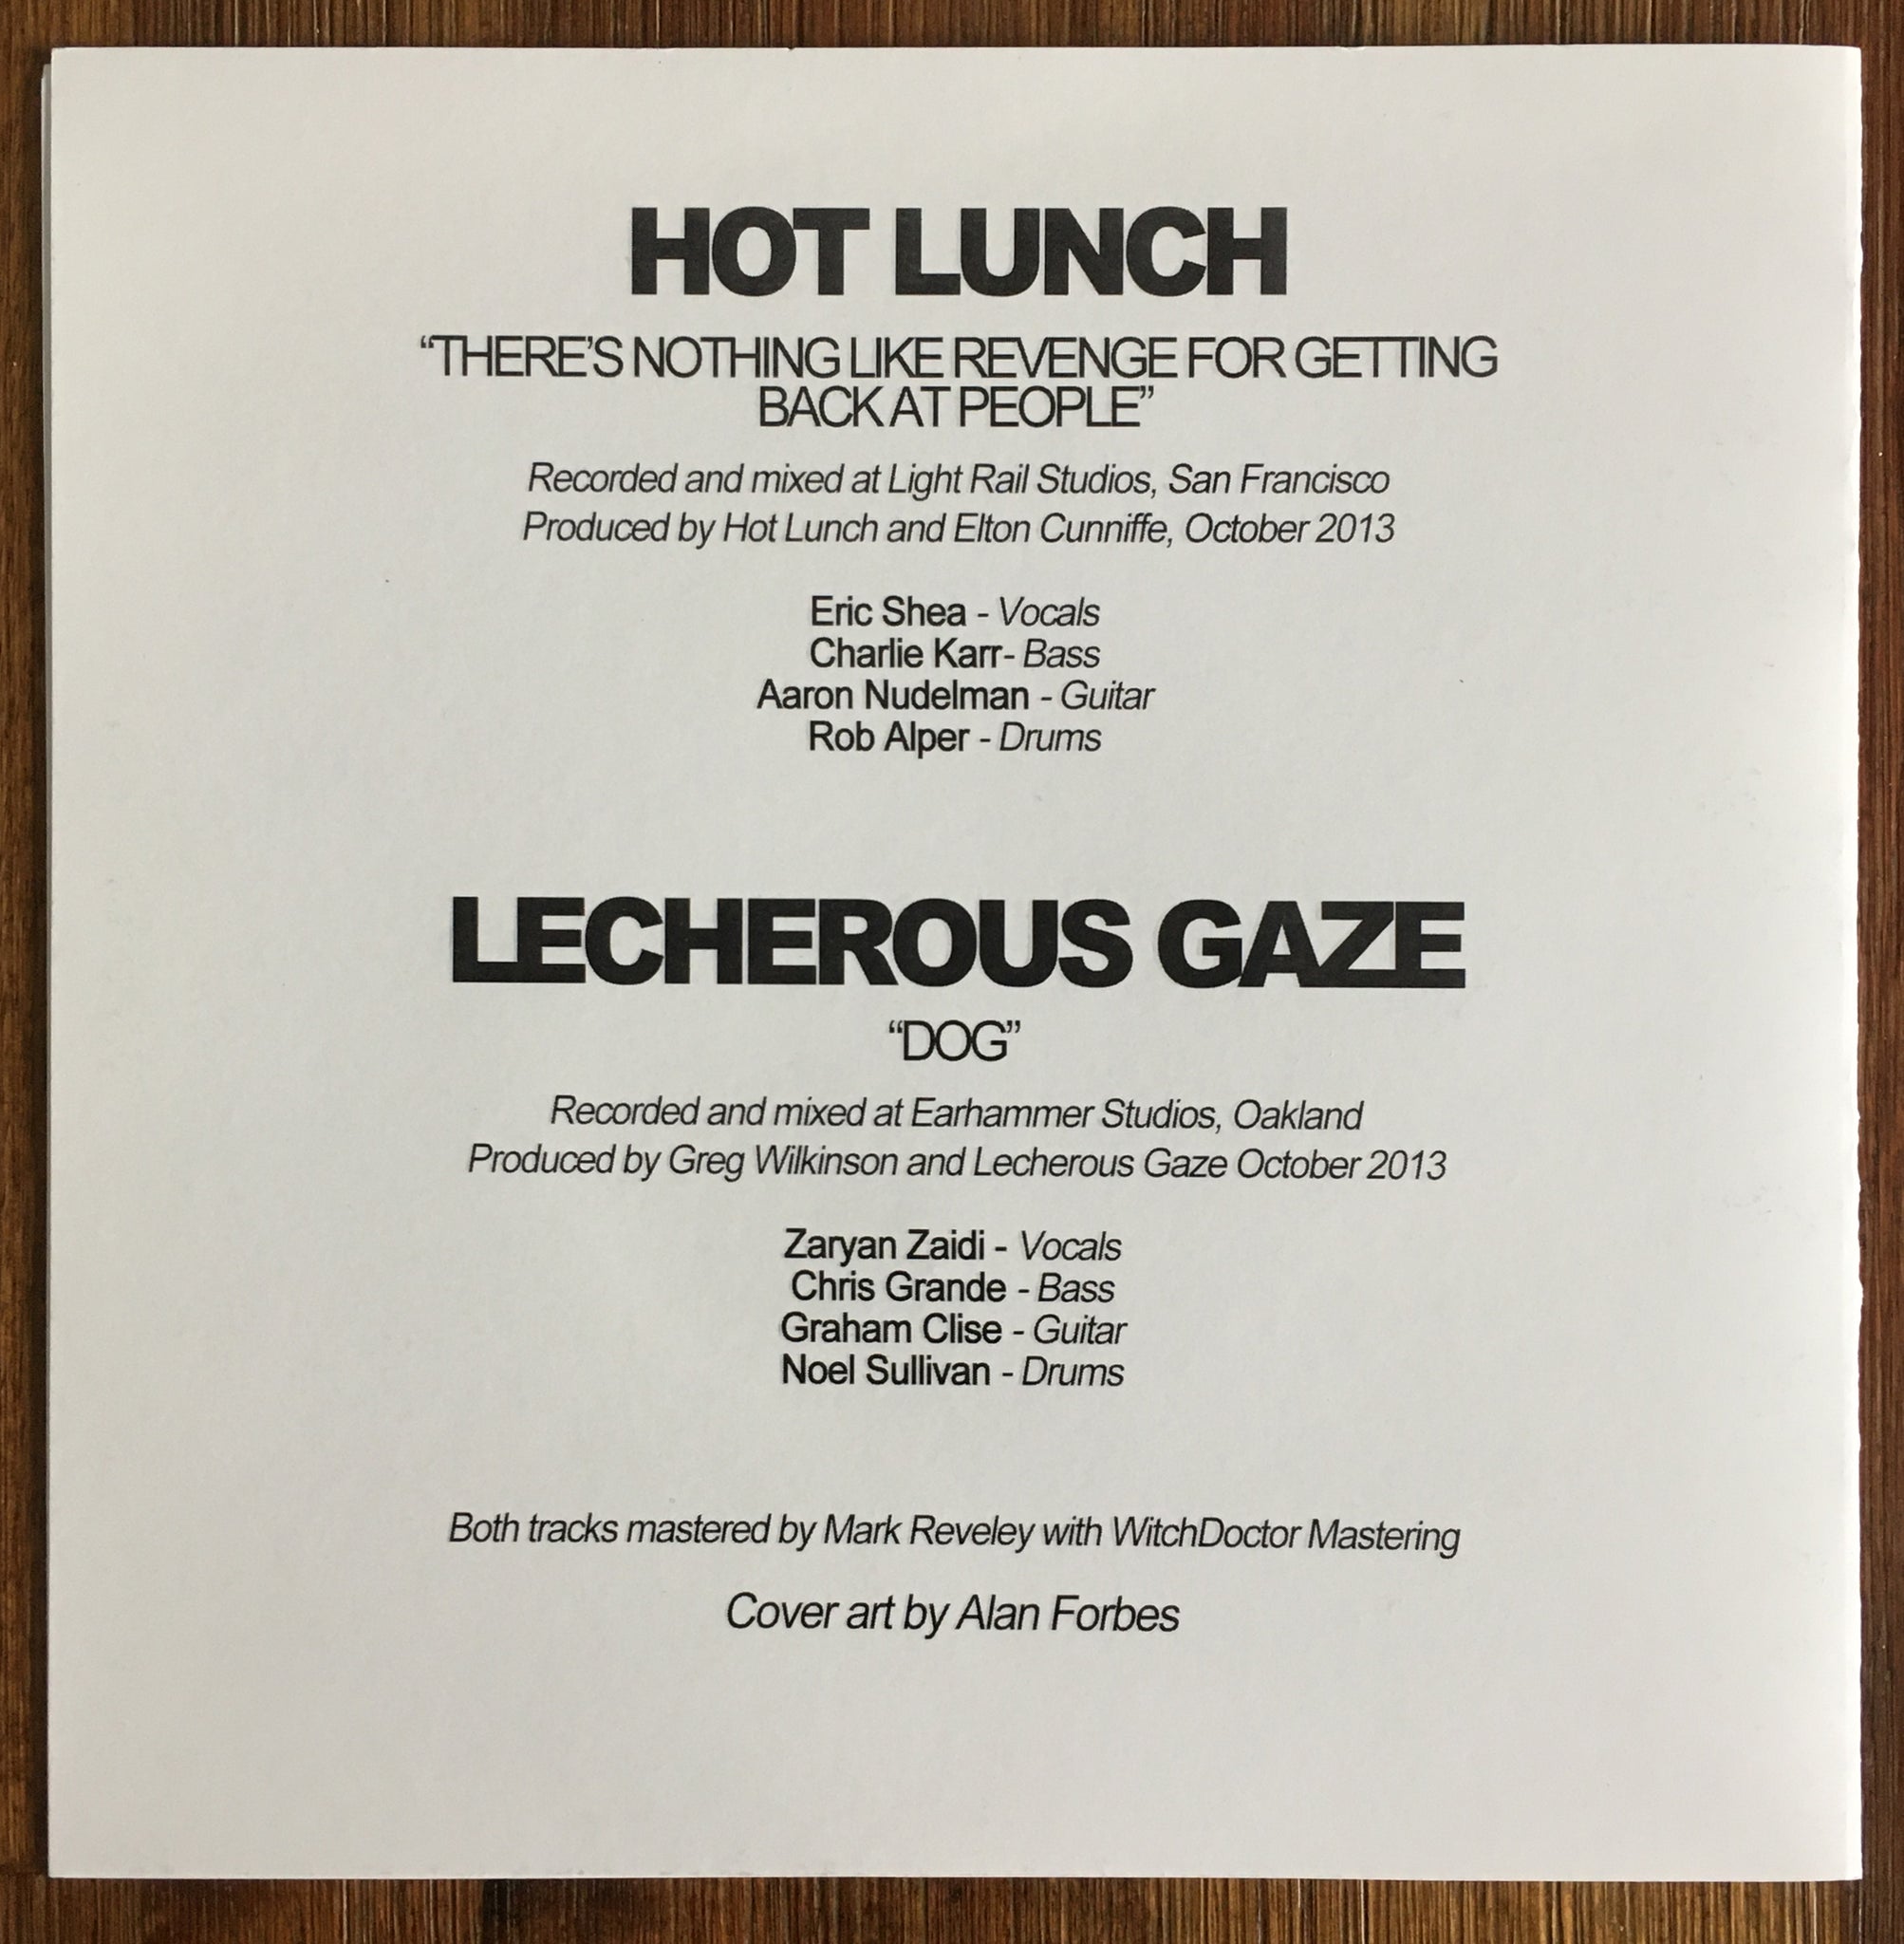 HOT LUNCH
“THERE’S NOTHING LIKE REVENGE FOR GETTING
BACK AT PEOPLE”
Recorded and mixed at Light Rail Studios, San Francisco
Produced by Hot Lunch and Elton Cunniffe, October 2013
Eric Shea - Vocals
Charlie Karr- Bass
Aaron Nudelman - Guitar
Rob Alper - Drums
LECHEROUS GAZE
“DOG”
Recorded and mixed at Earhammer Studios, Oakland
Produced by Greg Wilkinson and Lecherous Gaze October 2013
Zaryan Zaidi - Vocals
Chris Grande - Bass
Graham Clise - Guitar
Noel Sullivan - Drums
Both tracks mastered by Mark Reveley with WitchDoctor Mastering
Cover art by Alan Forbes